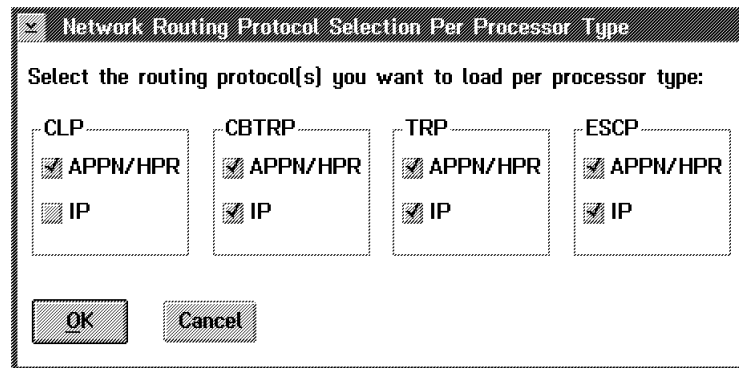 Network Routing Protocol Selection Per Processor Type
Select the routing protocol(s) you want to load per processor type:
CLP CBTRP TRP ESCP
APPN/HPR APPN/HPR APPN/HPR APPN/HPR
IP IP IP IP
OK Cancel